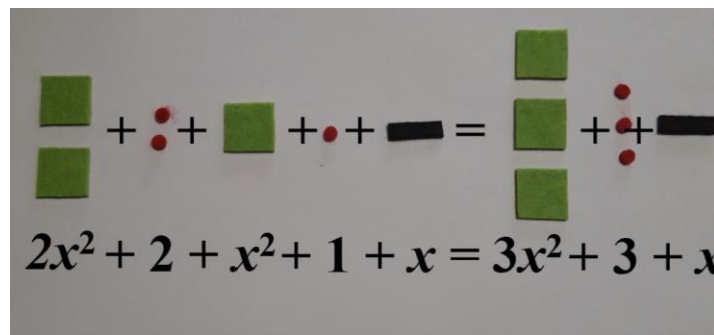 + + + + = + +
2x² + 2 + x² + 1 + x = 3x² + 3 + x